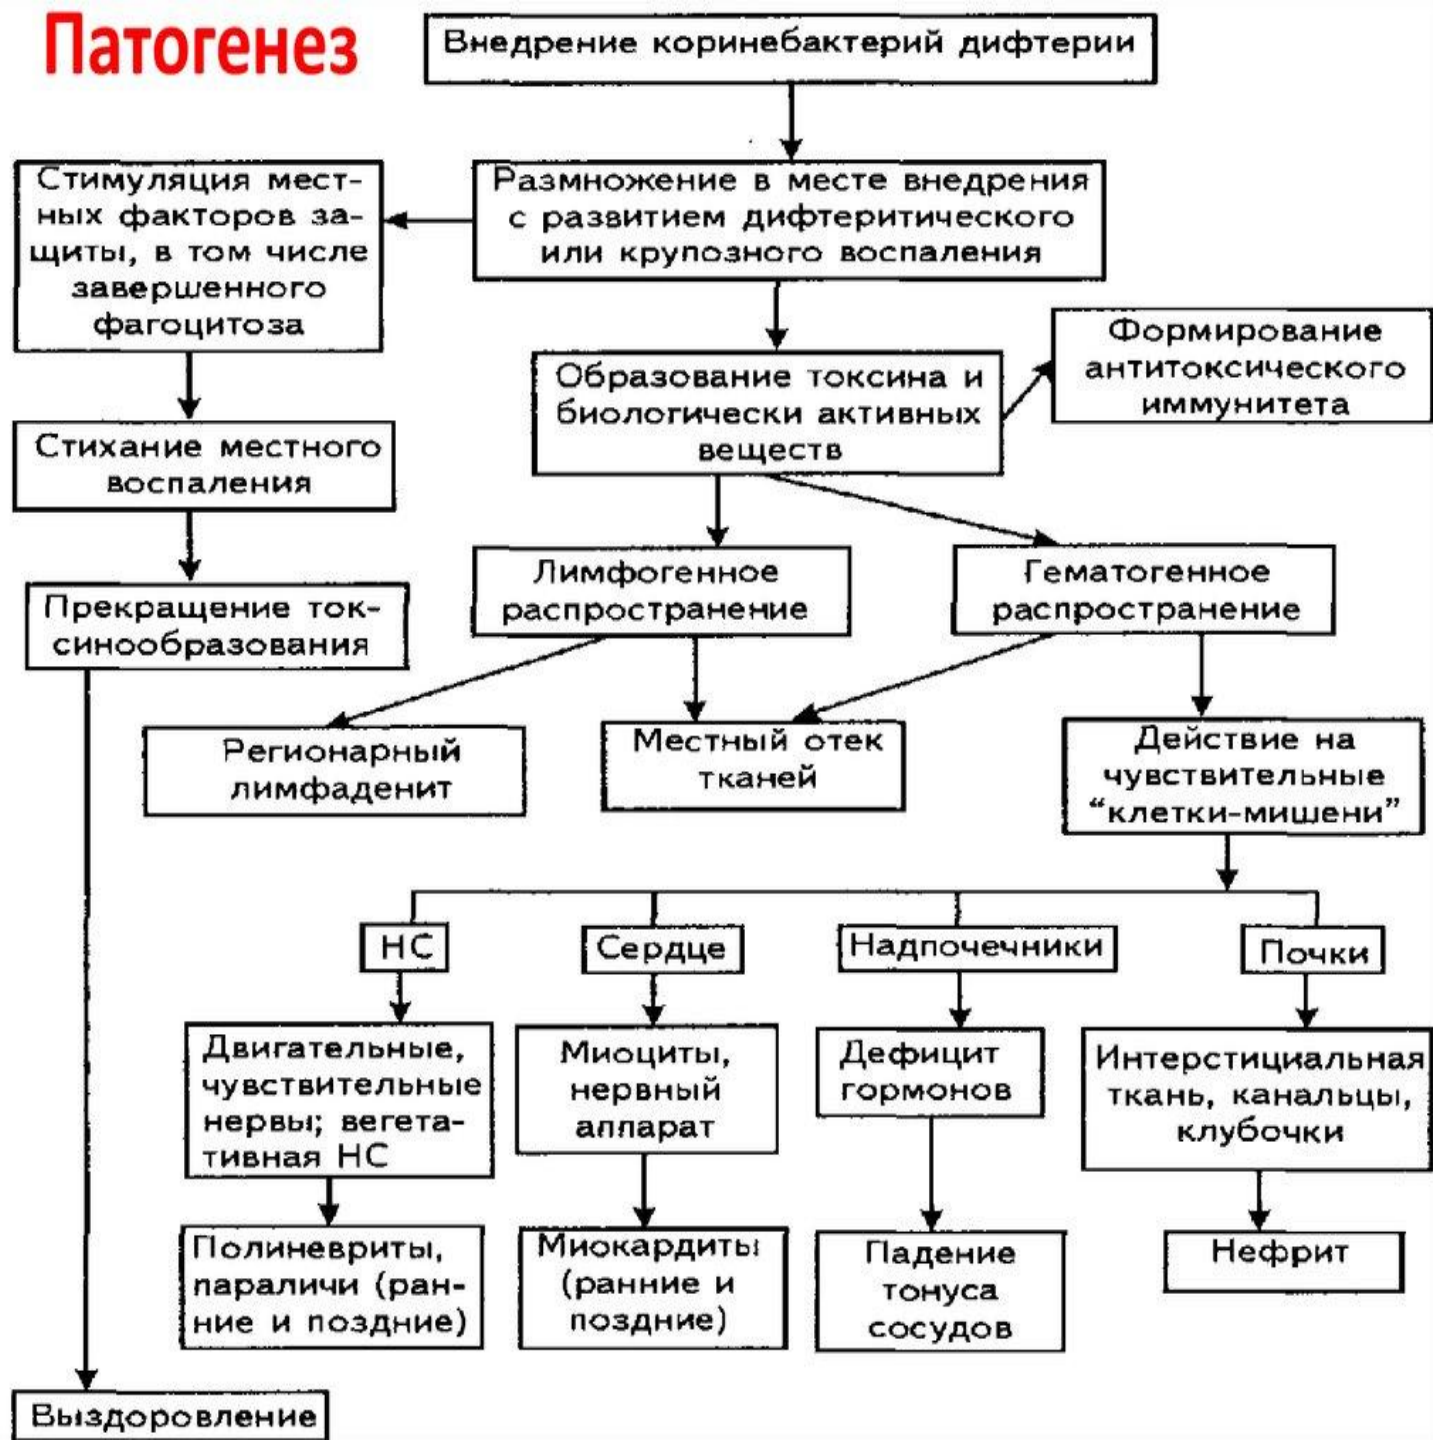 Патогенез
Внедрение коринебактерий дифтерии
Стимуляция мест-
ных факторов за-
щиты, в том числе
завершенного
фагоцитоза
Размножение в месте внедрения
с развитием дифтеритического
или крупозного воспаления
Формирование
антитоксического
иммунитета
Образование токсина и
биологически активных
веществ
Стихание местного
воспаления
Лимфогенное
распространение
Гематогенное
распространение
Прекращение ток-
синообразования
Регионарный
лимфаденит
Местный отек
тканей
Действие на
чувствительные
“клетки-мишени”
НС
Сердце
Надпочечники
Почки
Двигательные,
чувствительные
нервы; вегета-
тивная НС
Миоциты,
нервный
аппарат
Дефицит
гормонов
Интерстициальная
ткань, канальцы,
клубочки
Полиневриты,
параличи (ран-
ние и поздние)
Миокардиты
(ранние и
поздние)
Падение
тонуса
сосудов
Нефрит
Выздоровление